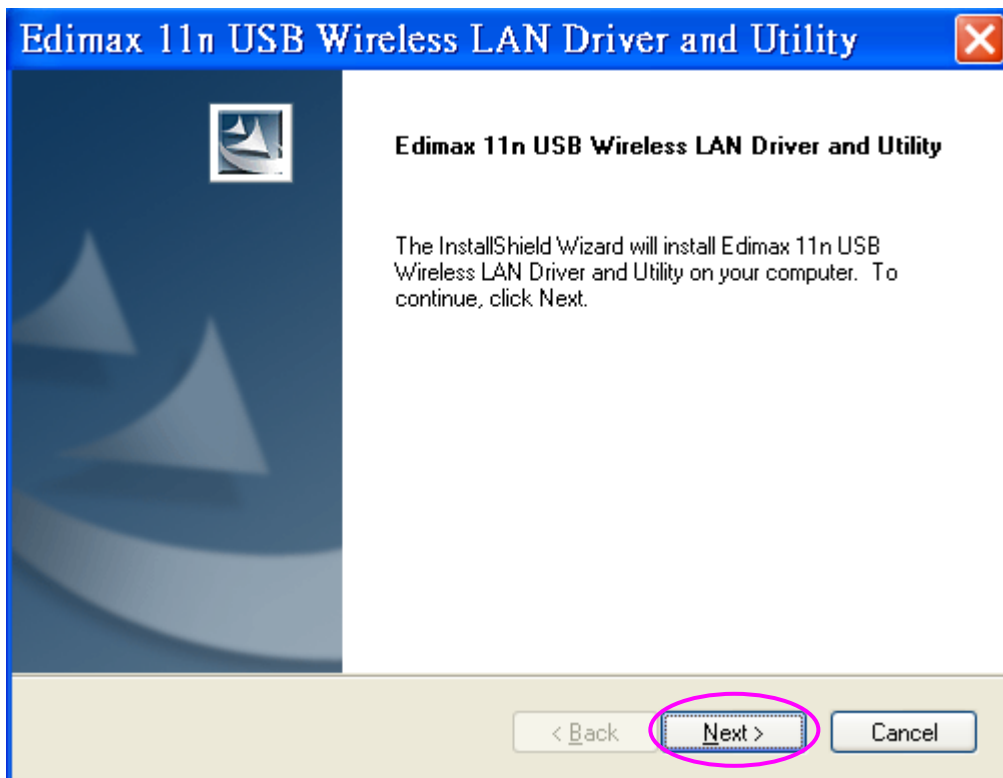 Edimax 11n USB Wireless LAN Driver and Utility
Edimax 11n USB Wireless LAN Driver and Utility
The InstallShield Wizard will install Edimax 11n USB
Wireless LAN Driver and Utility on your computer. To
continue, click Next.
< Back
Next >
Cancel